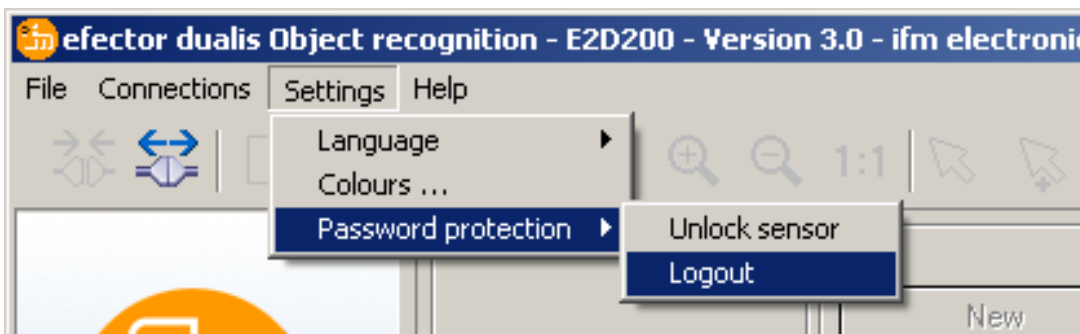 efector dualis Object recognition - E2D200 - Version 3.0 - ifm electroni
File Connections Settings Help
1:1
Language
Colours ...
Password protection
Unlock sensor
Logout
New